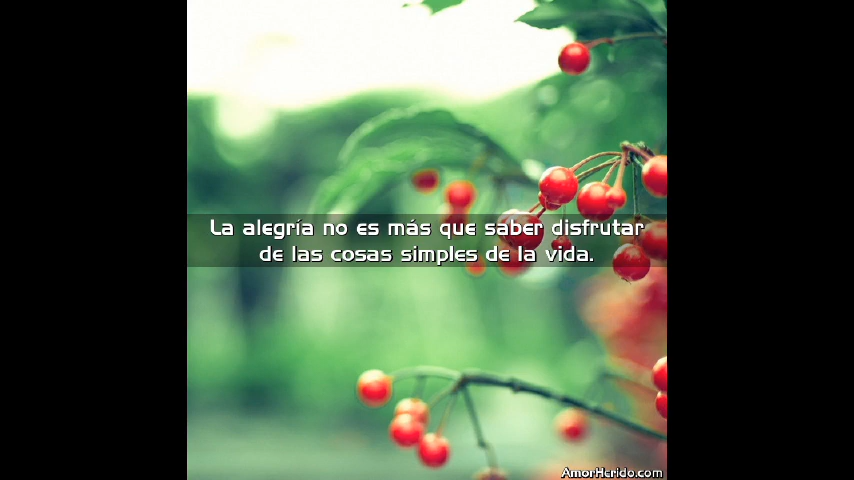 La alegría no es más que saber disfrutar
de las cosas simples de la vida.
AmorHerido.com